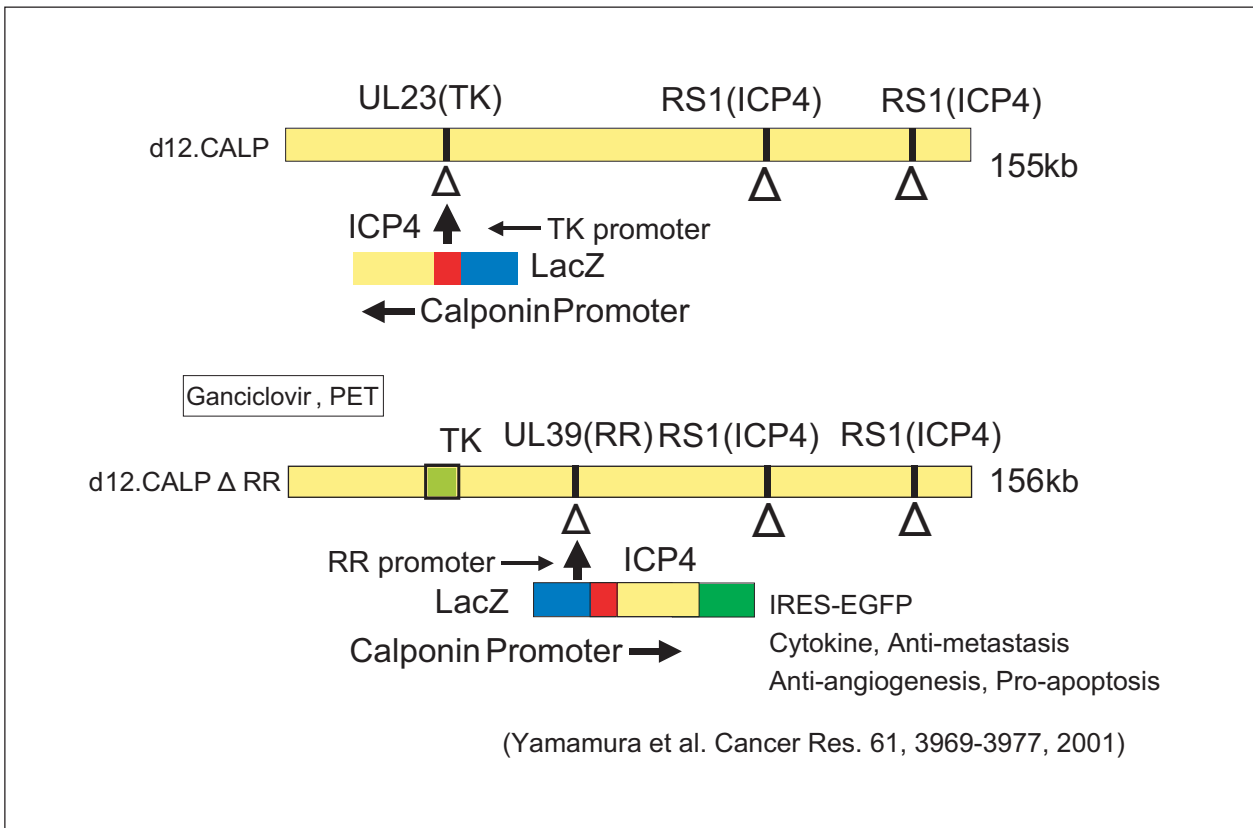 UL23(TK) RS1(ICP4) RS1(ICP4)
d12.CALP
155kb
Δ Δ Δ
ICP4
TK promoter
LacZ
Calponin Promoter
Ganciclovir , PET
TK UL39(RR) RS1(ICP4) RS1(ICP4)
d12.CALP Δ RR
156kb
Δ Δ Δ
RR promoter
ICP4
LacZ
IRES-EGFP
Calponin Promoter
Cytokine, Anti-metastasis
Anti-angiogenesis, Pro-apoptosis
(Yamamura et al. Cancer Res. 61, 3969-3977, 2001)